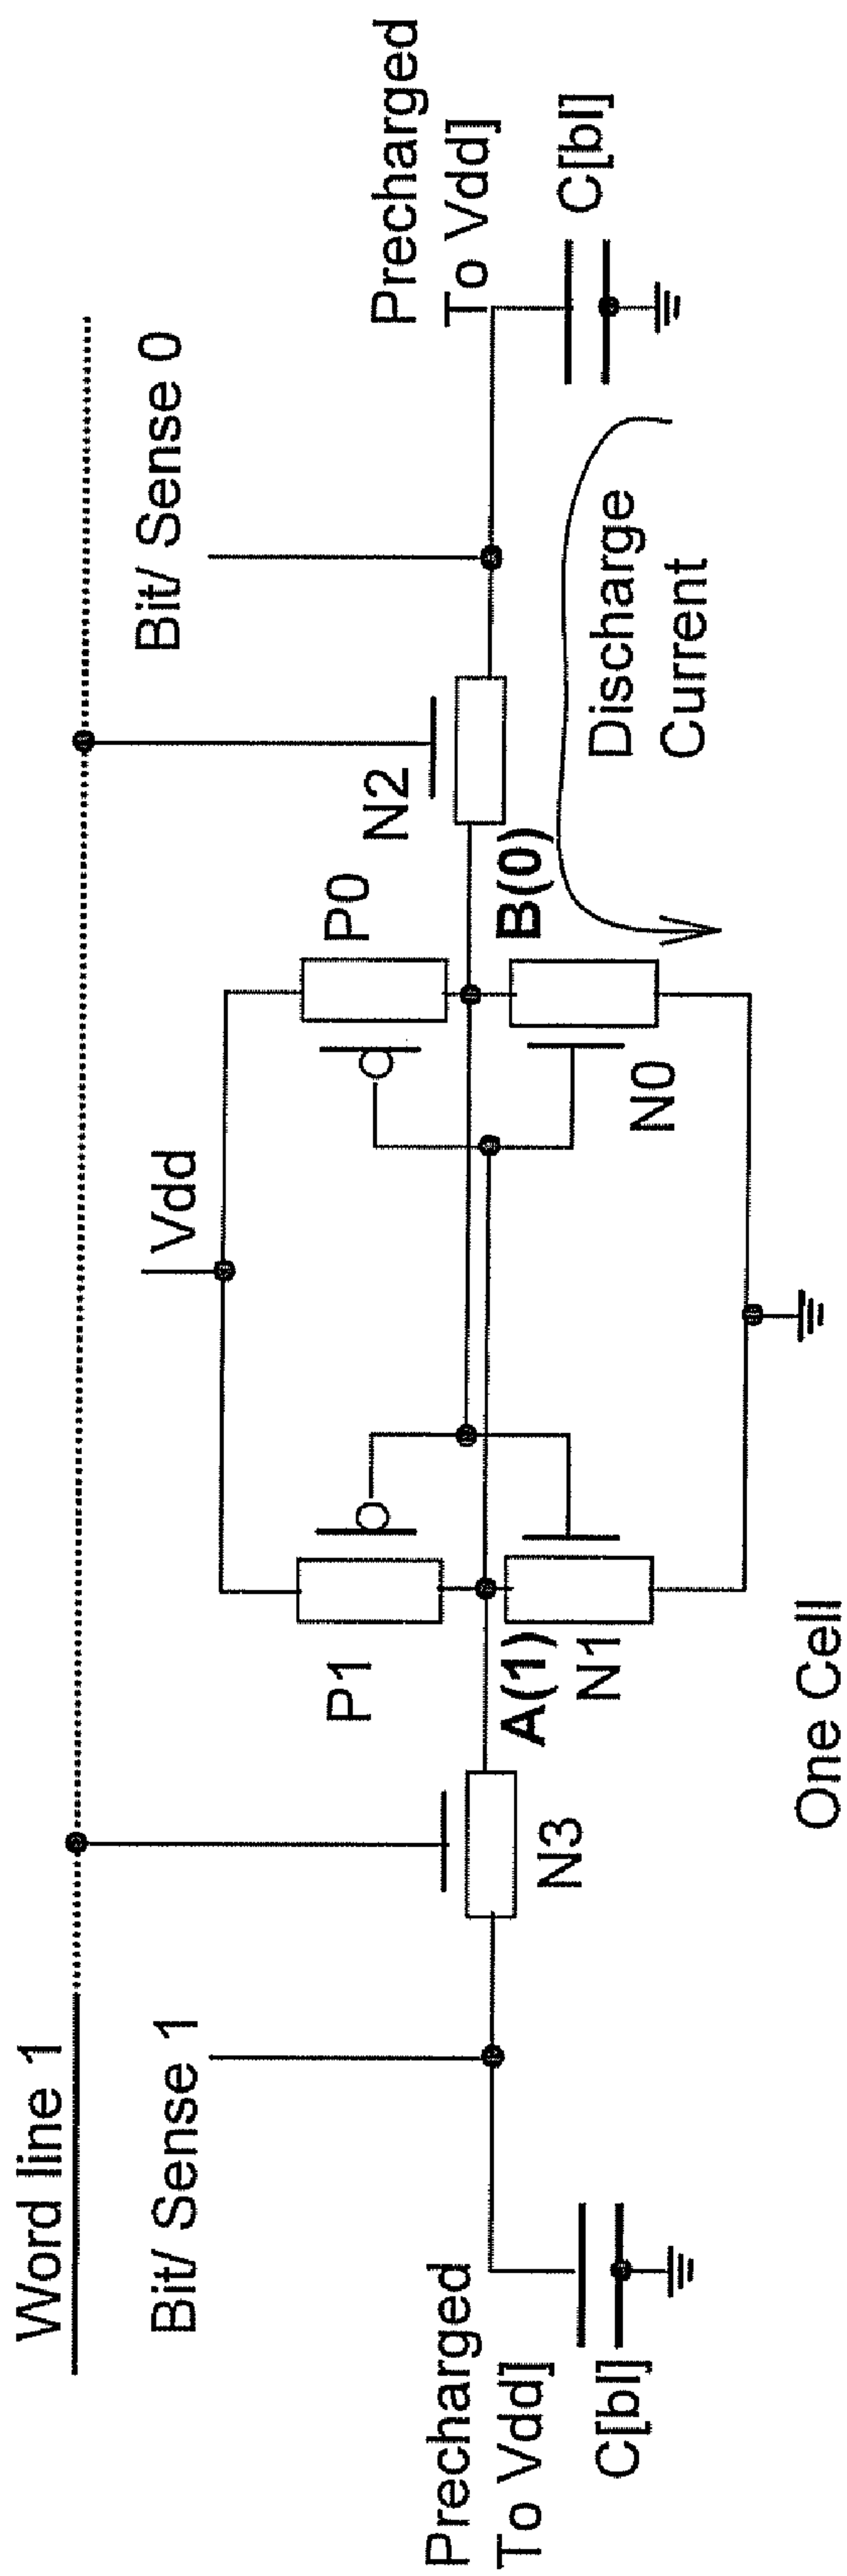 Word line 1
Bit/ Sense 1
Vdd
Bit/ Sense 0
Precharged
To Vdd]
C[bl]
P1
P0
N2
A(1)
B(0)
N3
N1
N0
Discharge
Current
Precharged
To Vdd]
C[bl]
One Cell